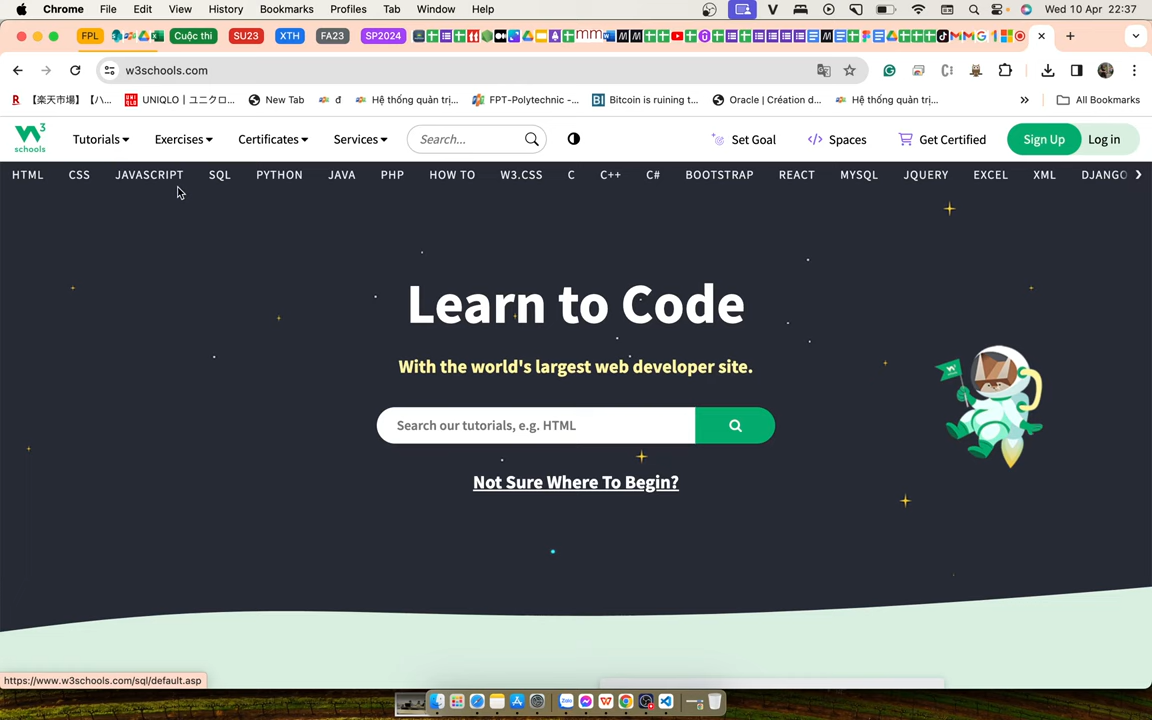 Chrome File Edit View History Bookmarks Profiles Tab Window Help Wed 10 Apr 22:37
FPL Cuộc thi SU23 XTH FA23 SP2024
w3schools.com
【楽天市場】【ハ... UNIQLO | ユニクロ... New Tab đ Hệ thống quản trị... FPT-Polytechnic -... Bitcoin is ruining t... Oracle | Création d... Hệ thống quản trị... All Bookmarks
W3 schools Tutorials Exercises Certificates Services Search... Set Goal Spaces Get Certified Sign Up Log in
HTML CSS JAVASCRIPT SQL PYTHON JAVA PHP HOW TO W3.CSS C C++ C# BOOTSTRAP REACT MYSQL JQUERY EXCEL XML DJANGO
Learn to Code
With the world's largest web developer site.
Search our tutorials, e.g. HTML
Not Sure Where To Begin?
https://www.w3schools.com/sql/default.asp